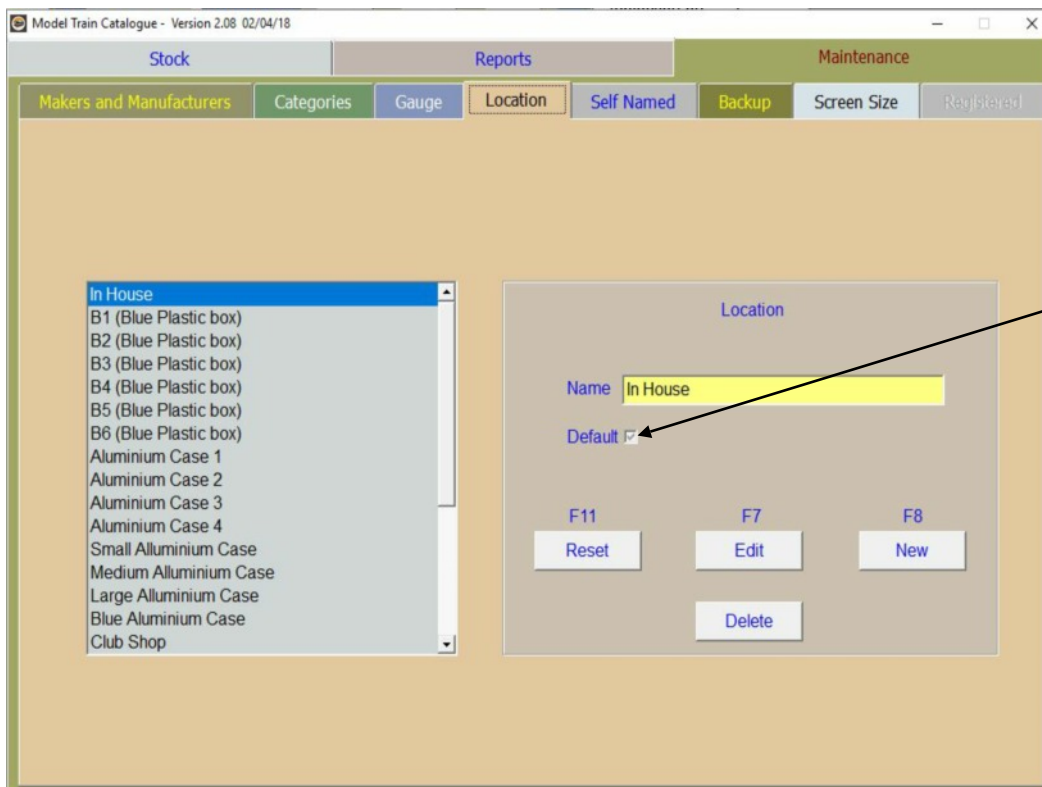 Model Train Catalogue - Version 2.08 02/04/18
Stock Reports Maintenance
Makers and Manufacturers Categories Gauge Location Self Named Backup Screen Size Registered
In House
B1 (Blue Plastic box)
B2 (Blue Plastic box)
B3 (Blue Plastic box)
B4 (Blue Plastic box)
B5 (Blue Plastic box)
B6 (Blue Plastic box)
Aluminium Case 1
Aluminium Case 2
Aluminium Case 3
Aluminium Case 4
Small Alluminium Case
Medium Alluminium Case
Large Alluminium Case
Blue Aluminium Case
Club Shop
Location
Name In House
Default
F11 F7 F8
Reset Edit New
Delete